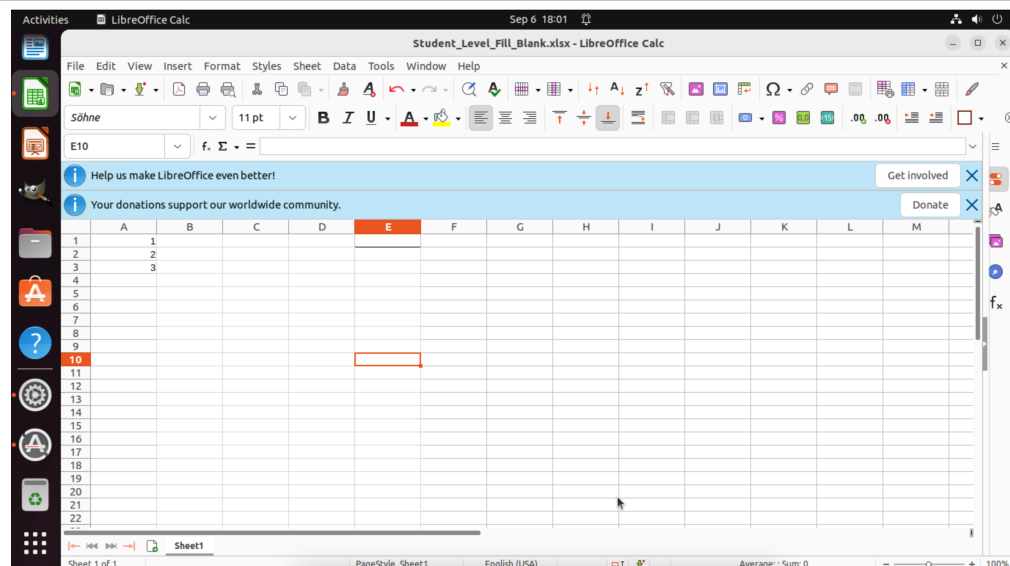 Activities LibreOffice Calc Sep 6 18:01
Student_Level_Fill_Blank.xlsx - LibreOffice Calc
File Edit View Insert Format Styles Sheet Data Tools Window Help
Söhne 11 pt B I U A
E10 Σ =
Help us make LibreOffice even better! Get involved
Your donations support our worldwide community. Donate
A B C D E F G H I J K L M
1 1
2 2
3 3
4
5
6
7
8
9
10
11
12
13
14
15
16
17
18
19
20
21
22
Sheet1
Sheet 1 of 1 PageStyle_Sheet1 English (USA) Average: ; Sum: 0 100%